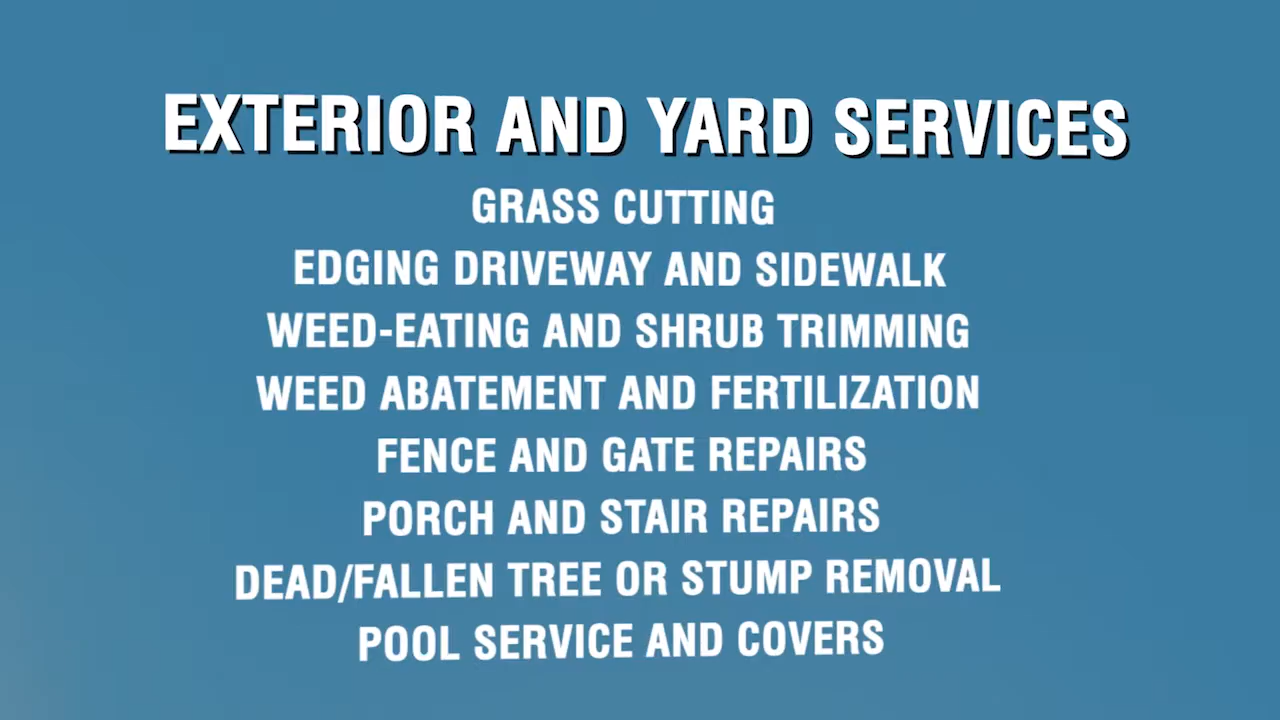 EXTERIOR AND YARD SERVICES
GRASS CUTTING
EDGING DRIVEWAY AND SIDEWALK
WEED-EATING AND SHRUB TRIMMING
WEED ABATEMENT AND FERTILIZATION
FENCE AND GATE REPAIRS
PORCH AND STAIR REPAIRS
DEAD/FALLEN TREE OR STUMP REMOVAL
POOL SERVICE AND COVERS